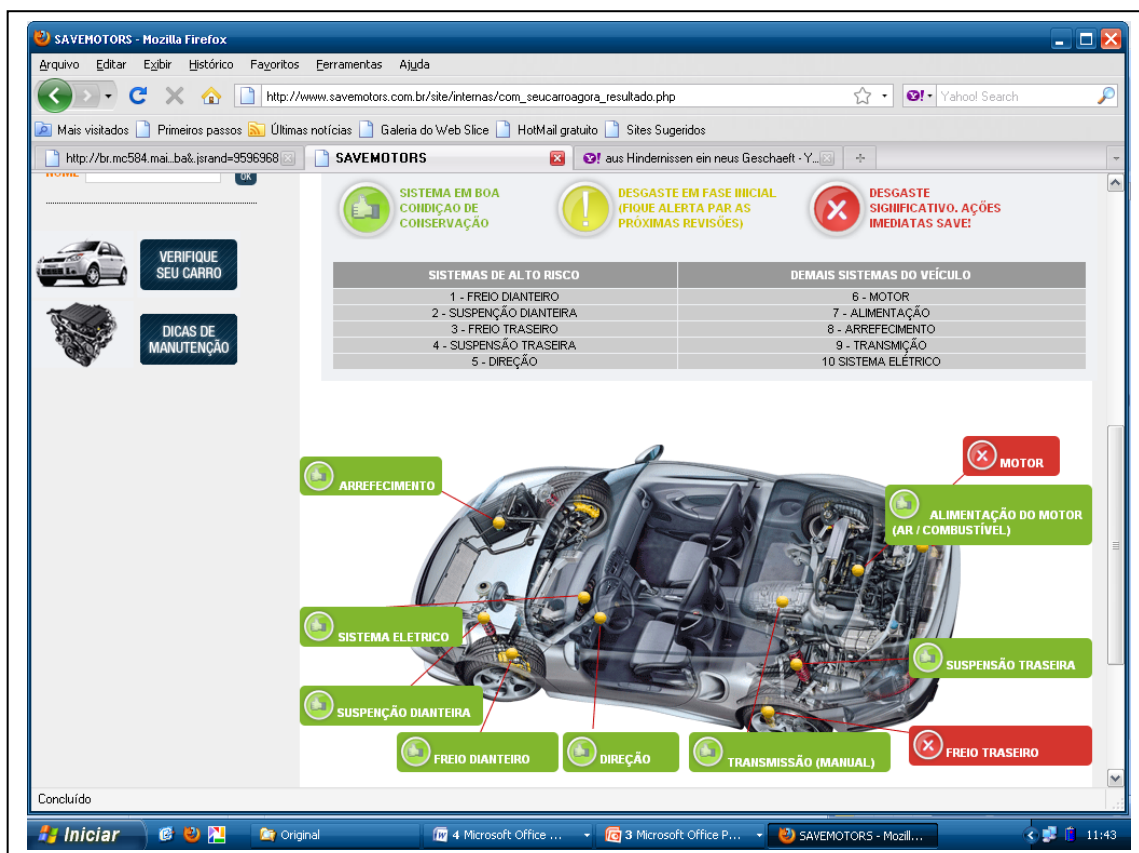 SAVEMOTORS - Mozilla Firefox
Arquivo Editar Exibir Histórico Favoritos Ferramentas Ajuda
http://www.savemotors.com.br/site/internas/com_seucarroagora_resultado.php
Yahoo! Search
Mais visitados Primeiros passos Últimas notícias Galeria do Web Slice HotMail gratuito Sites Sugeridos
http://br.mc584.mai...ba&.jsrand=9596968
SAVEMOTORS
aus Hindernissen ein neus Geschaeft - Y...
NOME
OK
SISTEMA EM BOA
CONDIÇAO DE
CONSERVAÇÃO
DESGASTE EM FASE INICIAL
(FIQUE ALERTA PAR AS
PRÓXIMAS REVISÕES)
DESGASTE
SIGNIFICATIVO. AÇÕES
IMEDIATAS SAVE!
VERIFIQUE
SEU CARRO
DICAS DE
MANUTENÇÃO
SISTEMAS DE ALTO RISCO DEMAIS SISTEMAS DO VEÍCULO
1 - FREIO DIANTEIRO 6 - MOTOR
2 - SUSPENÇÃO DIANTEIRA 7 - ALIMENTAÇÃO
3 - FREIO TRASEIRO 8 - ARREFECIMENTO
4 - SUSPENSÃO TRASEIRA 9 - TRANSMIÇÃO
5 - DIREÇÃO 10 SISTEMA ELÉTRICO
MOTOR
ARREFECIMENTO
ALIMENTAÇÃO DO MOTOR
(AR / COMBUSTÍVEL)
SISTEMA ELETRICO
SUSPENSÃO TRASEIRA
SUSPENÇÃO DIANTEIRA
FREIO DIANTEIRO
DIREÇÃO
TRANSMISSÃO (MANUAL)
FREIO TRASEIRO
Concluído
Iniciar
Original
4 Microsoft Office ...
3 Microsoft Office P...
SAVEMOTORS - Mozill...
11:43